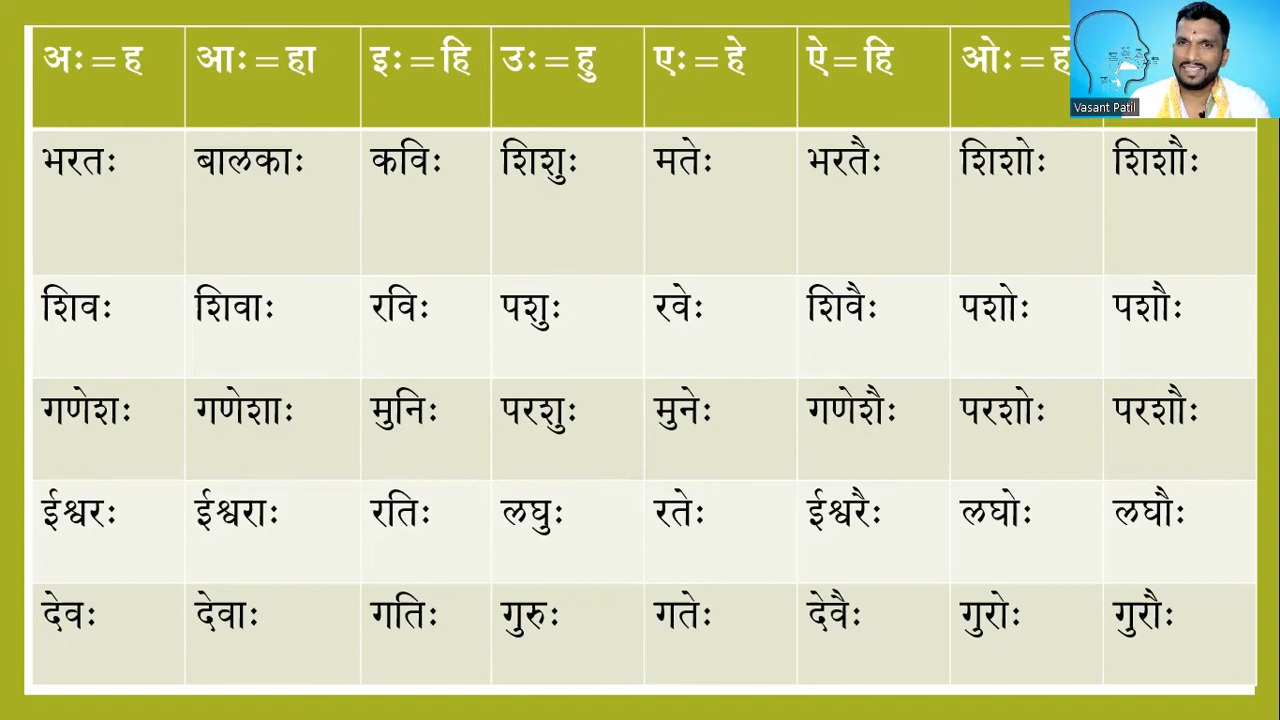 अः = ह आः = हा इः = हि उः = हु एः = हे ऐ = हि ओः =
Vasant Patil
भरतः बालकाः कविः शिशुः मतेः भरतैः शिशोः शिशौः
शिवः शिवाः रविः पशुः रवेः शिवैः पशोः पशौः
गणेशः गणेशाः मुनिः परशुः मुनेः गणेशैः परशोः परशौः
ईश्वरः ईश्वराः रतिः लघुः रतेः ईश्वरैः लघोः लघौः
देवः देवाः गतिः गुरुः गतेः देवैः गुरोः गुरौः